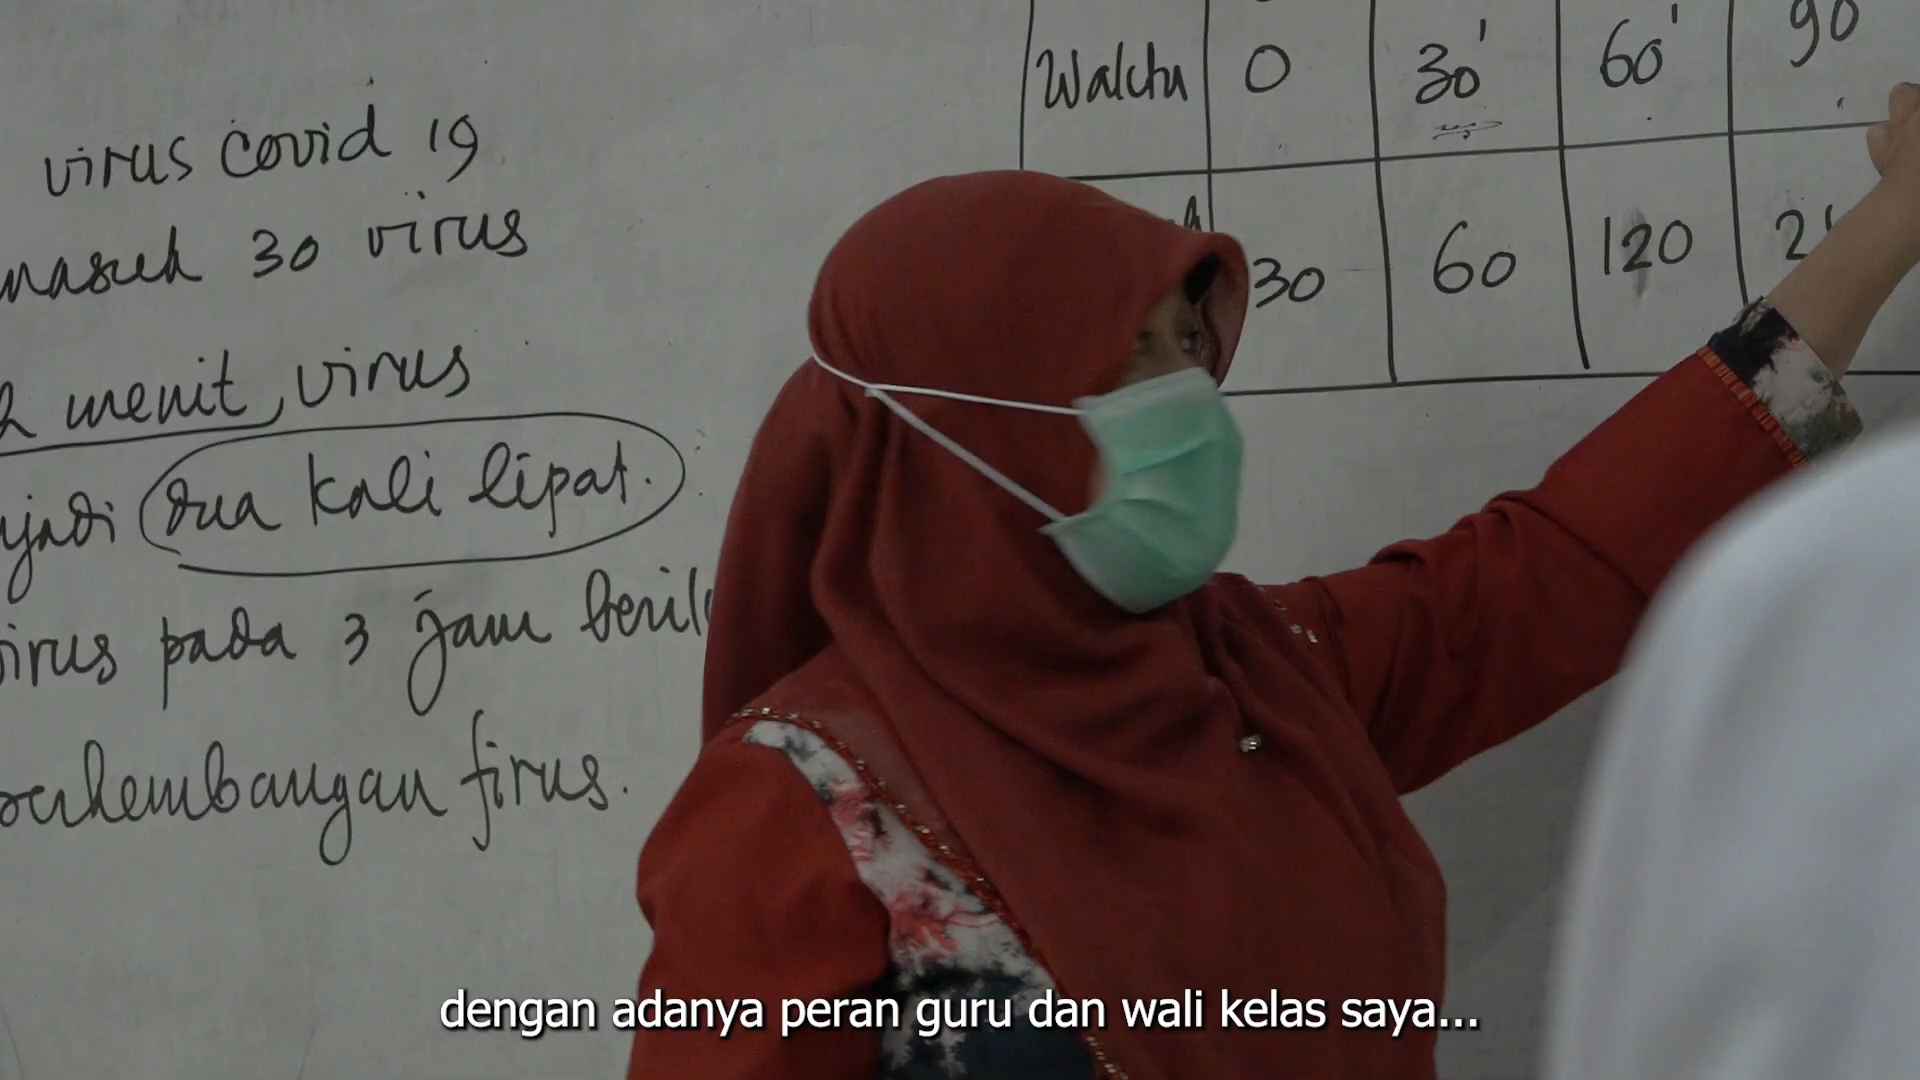 virus covid 19
masuk 30 virus
menit, virus
dua kali lipat.
virus pada 3 jam
perkembangan firus.
Waktu 0 30' 60' 90
30 60 120
dengan adanya peran guru dan wali kelas saya...